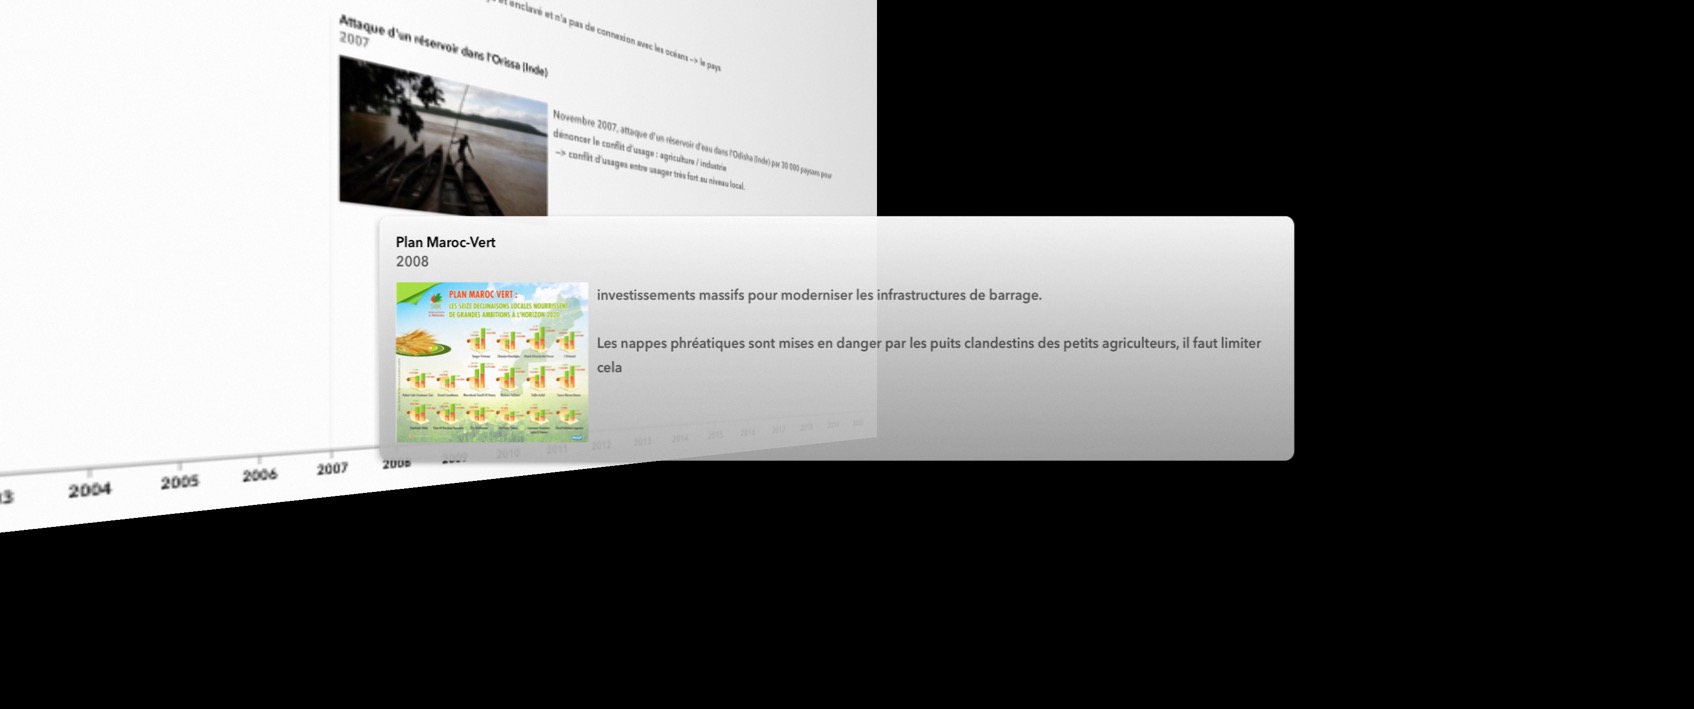 et enclavé et n'a pas de connexion avec les océans -> le pays
Attaque d'un réservoir dans l'Orissa (Inde)
2007
Novembre 2007, attaque d'un réservoir d'eau dans l'Odisha (Inde) par 30 000 paysans pour
dénoncer le conflit d'usage : agriculture / industrie
-> conflit d'usages entre usager très fort au niveau local.
Plan Maroc-Vert
2008
PLAN MAROC VERT :
LES SEIZE DÉCLINAISONS LOCALES NOURRISSENT
DE GRANDES AMBITIONS À L'HORIZON 2020
investissements massifs pour moderniser les infrastructures de barrage.
Les nappes phréatiques sont mises en danger par les puits clandestins des petits agriculteurs, il faut limiter
cela
3 2004 2005 2006 2007 2008 2009 2010 2011 2012 2013 2014 2015 2016 2017 2018 2019